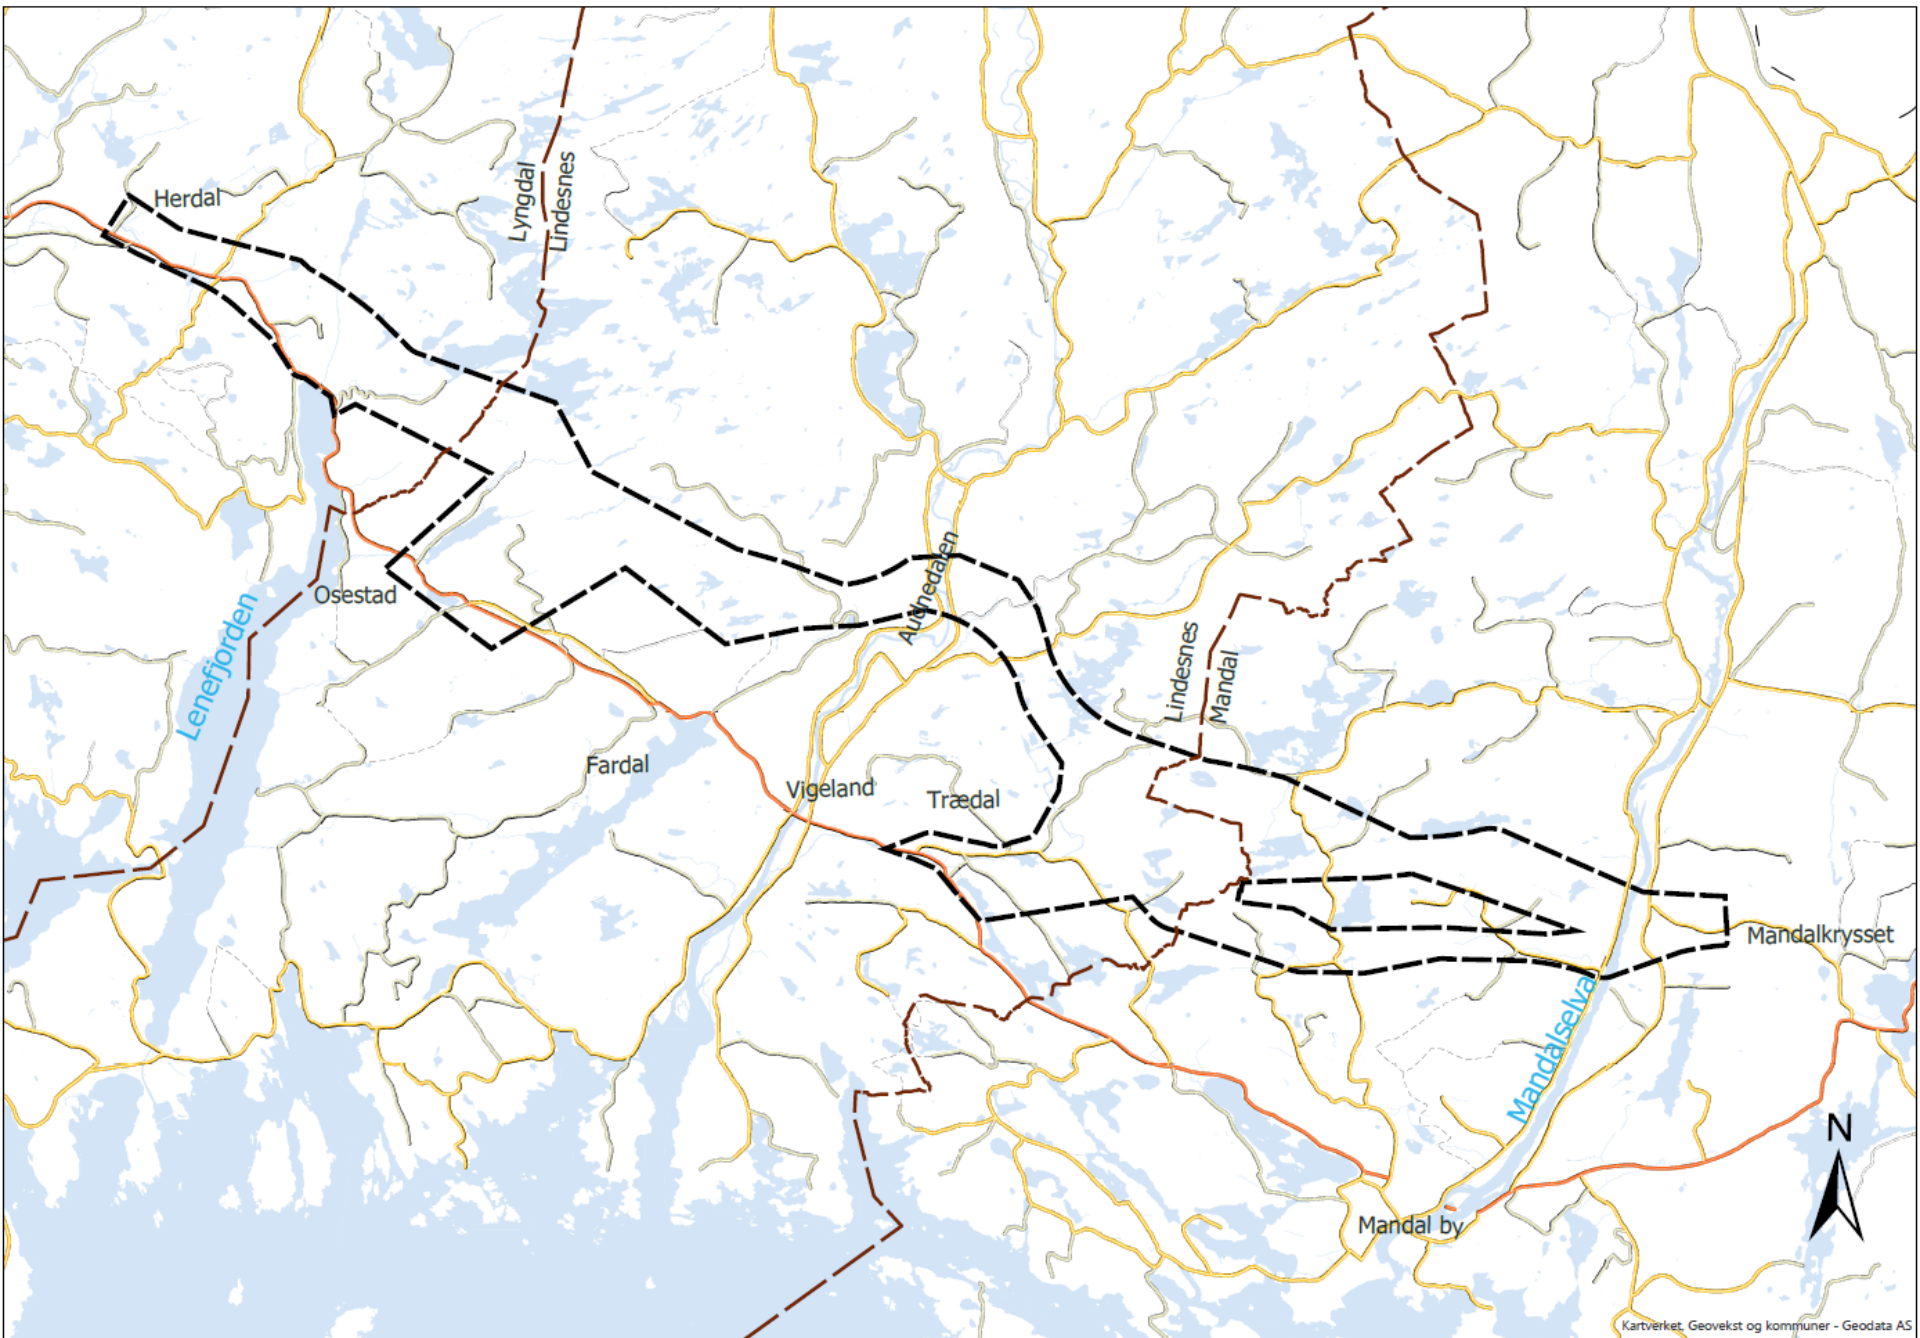 Herdal
Lyngdal
Lindesnes
Audnedalen
Osestad
Lenefjorden
Lindesnes
Mandal
Fardal
Vigeland
Trædal
Mandalkrysset
Mandalselva
N
Mandal by
Kartverket, Geovekst og kommuner - Geodata AS